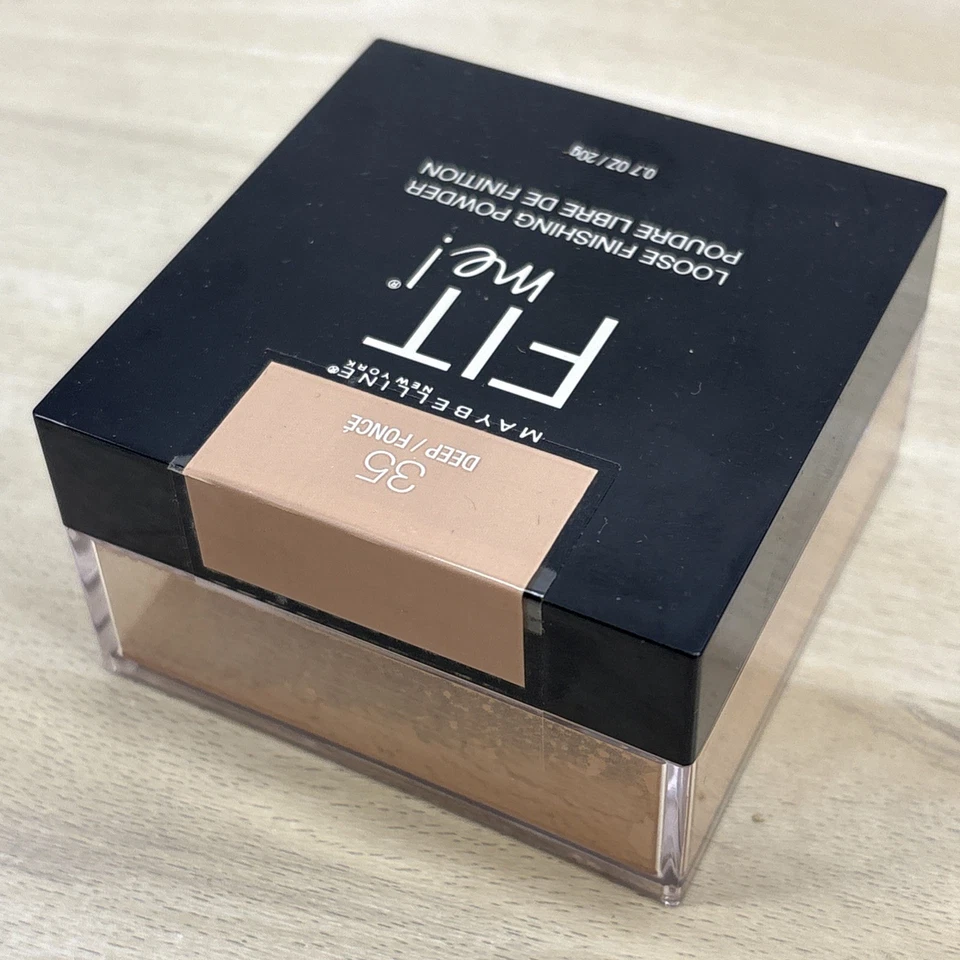 35
DEEP / FONCÉ
MAYBELLINE®
NEW YORK
FIT
me!®
LOOSE FINISHING POWDER
POUDRE LIBRE DE FINITION
0.7 OZ / 20g